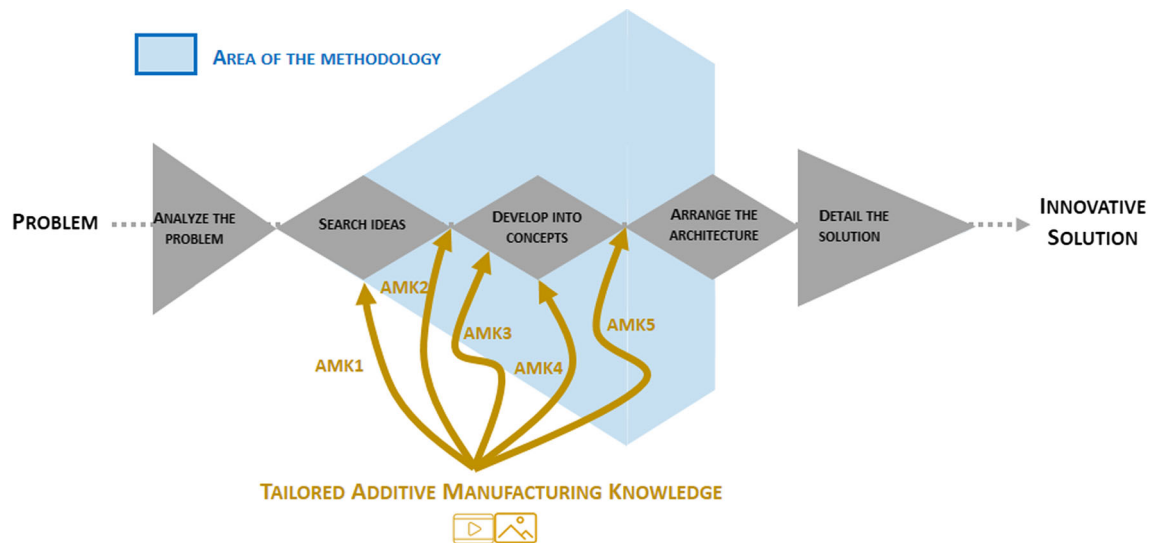 AREA OF THE METHODOLOGY
PROBLEM
ANALYZE THE
PROBLEM
SEARCH IDEAS
DEVELOP INTO
CONCEPTS
ARRANGE THE
ARCHITECTURE
DETAIL THE
SOLUTION
INNOVATIVE
SOLUTION
AMK1
AMK2
AMK3
AMK4
AMK5
TAILORED ADDITIVE MANUFACTURING KNOWLEDGE